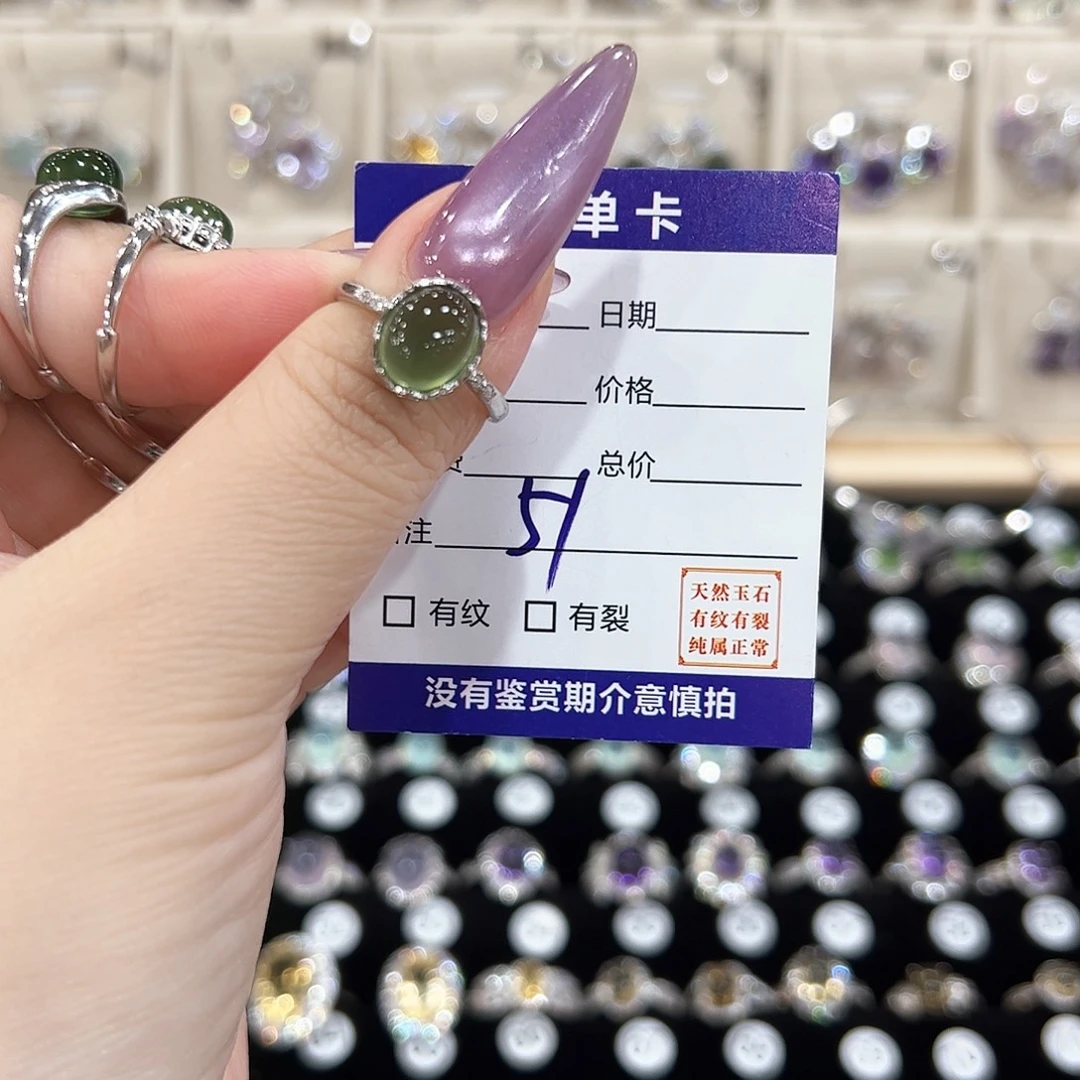 单卡
日期
价格
费 总价
注
有纹 有裂
天然玉石
有纹有裂
纯属正常
没有鉴赏期介意慎拍